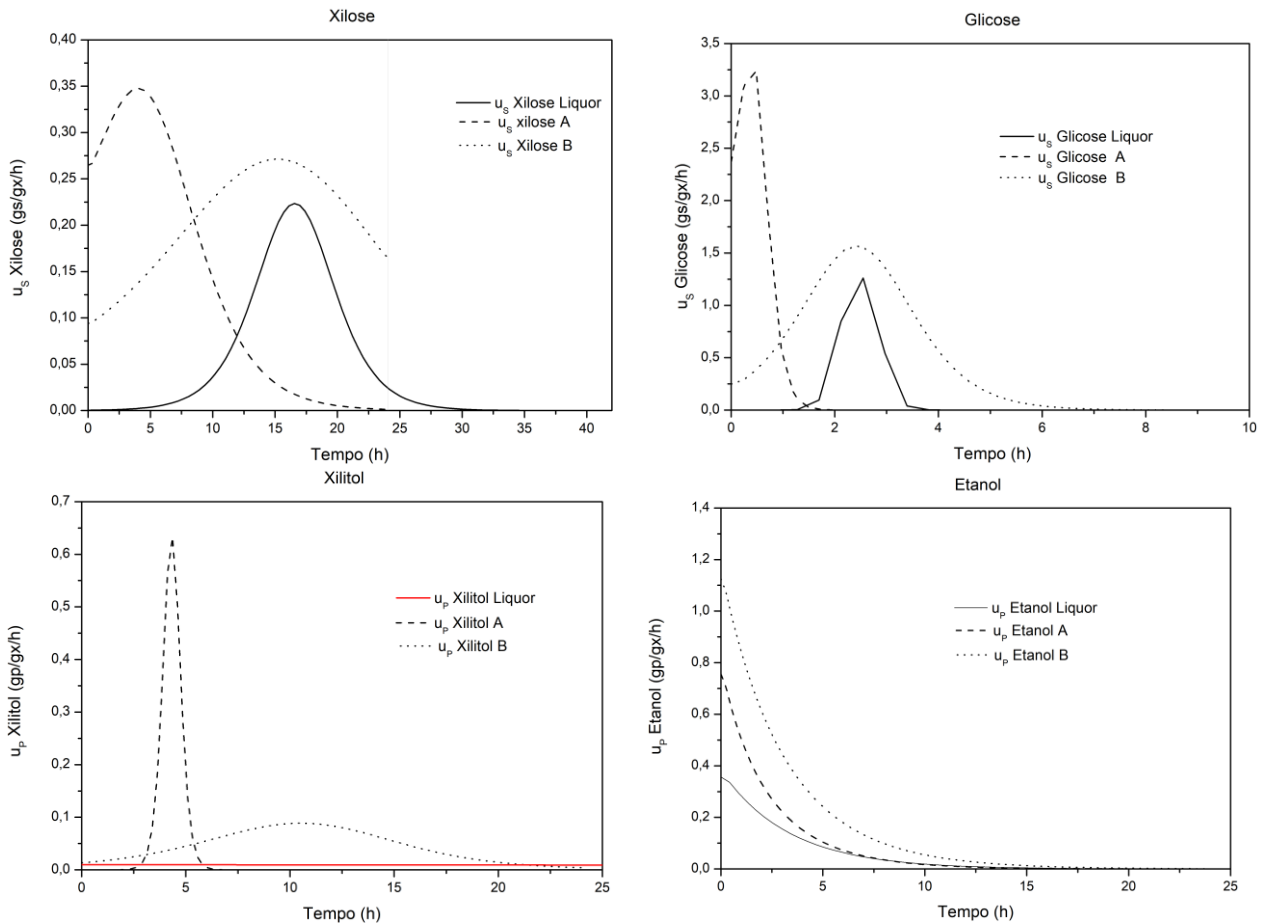 Xilose
0,40
0,35
0,30
0,25
0,20
0,15
0,10
0,05
0,00
u_S Xilose (gs/gx/h)
u_S Xilose Liquor
u_S xilose A
u_S Xilose B
0 5 10 15 20 25 30 35 40
Tempo (h)
Glicose
3,5
3,0
2,5
2,0
1,5
1,0
0,5
0,0
u_S Glicose (gs/gx/h)
u_S Glicose Liquor
u_S Glicose A
u_S Glicose B
0 2 4 6 8 10
Tempo (h)
Xilitol
0,7
0,6
0,5
0,4
0,3
0,2
0,1
0,0
u_P Xilitol (gp/gx/h)
u_P Xilitol Liquor
u_P Xilitol A
u_P Xilitol B
0 5 10 15 20 25
Tempo (h)
Etanol
1,4
1,2
1,0
0,8
0,6
0,4
0,2
0,0
u_P Etanol (gp/gx/h)
u_P Etanol Liquor
u_P Etanol A
u_P Etanol B
0 5 10 15 20 25
Tempo (h)